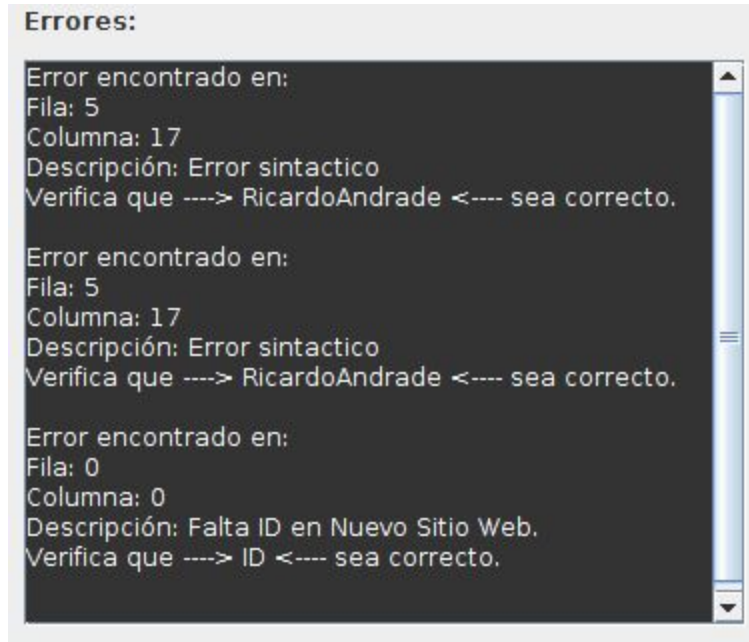 Errores:
Error encontrado en:
Fila: 5
Columna: 17
Descripción: Error sintactico
Verifica que ----> RicardoAndrade <---- sea correcto.
Error encontrado en:
Fila: 5
Columna: 17
Descripción: Error sintactico
Verifica que ----> RicardoAndrade <---- sea correcto.
Error encontrado en:
Fila: 0
Columna: 0
Descripción: Falta ID en Nuevo Sitio Web.
Verifica que ----> ID <---- sea correcto.